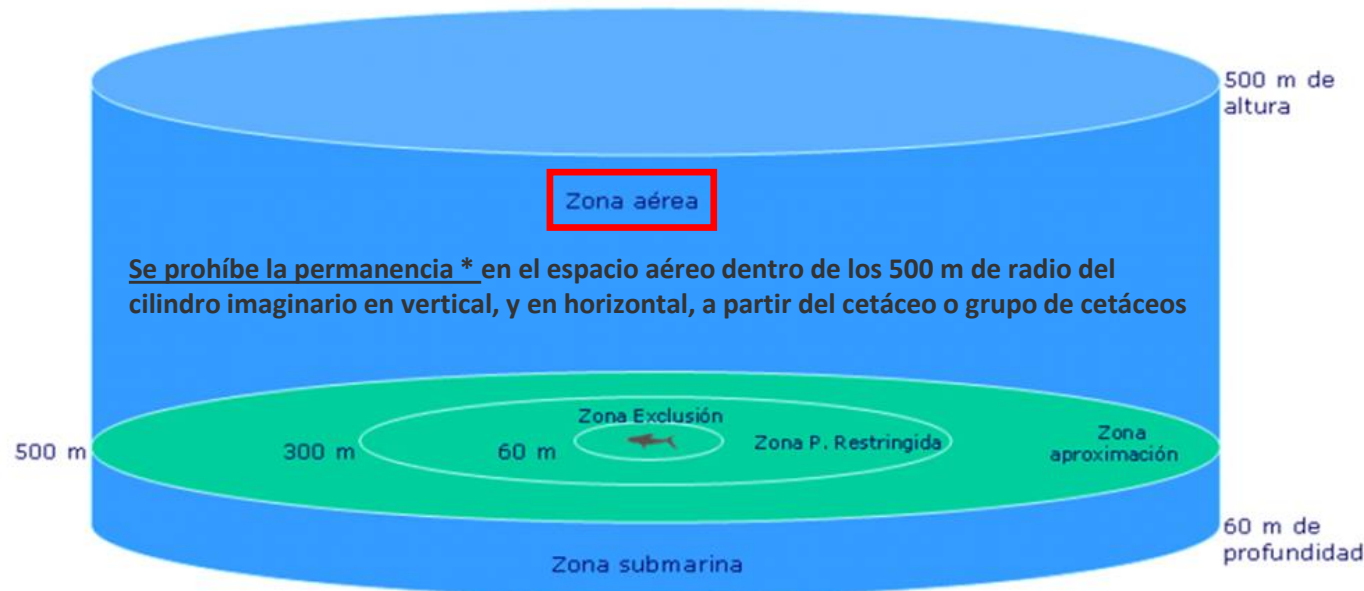 500 m de
altura
Zona aérea
Se prohíbe la permanencia * en el espacio aéreo dentro de los 500 m de radio del
cilindro imaginario en vertical, y en horizontal, a partir del cetáceo o grupo de cetáceos
Zona Exclusión
500 m
300 m
60 m
Zona P. Restringida
Zona
aproximación
60 m de
profundidad
Zona submarina